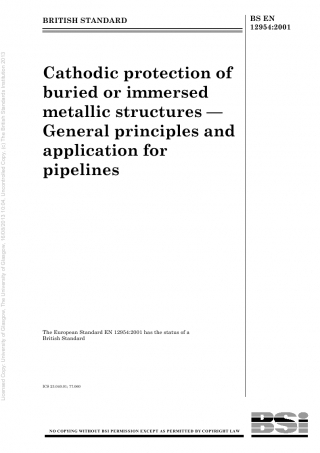 BRITISH STANDARD
BS EN
12954:2001
Cathodic protection of
buried or immersed
metallic structures —
General principles and
application for
pipelines
The European Standard EN 12954:2001 has the status of a
British Standard
NO COPYING WITHOUT BSI PERMISSION EXCEPT AS PERMITTED BY COPYRIGHT LAW
BSi